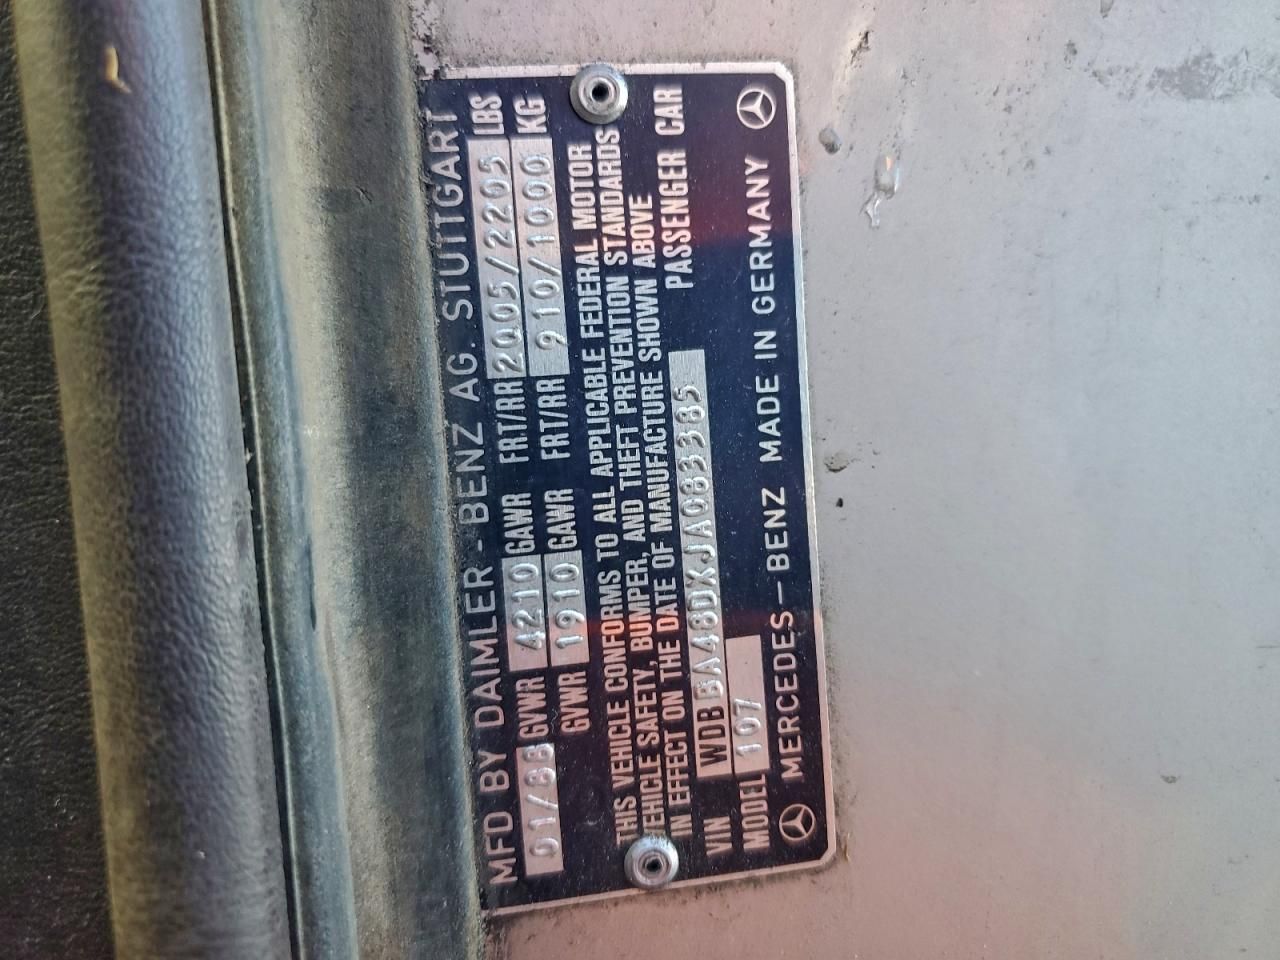 MFD BY DAIMLER - BENZ AG. STUTTGART
01/88 GVWR 4210 GAWR FRT/RR 2005/2205 LBS
GVWR 1910 GAWR FRT/RR 910/1000 KG
THIS VEHICLE CONFORMS TO ALL APPLICABLE FEDERAL MOTOR
VEHICLE SAFETY, BUMPER, AND THEFT PREVENTION STANDARDS
IN EFFECT ON THE DATE OF MANUFACTURE SHOWN ABOVE
VIN WDBBA48DXJA083385 PASSENGER CAR
MODEL 107
MERCEDES - BENZ MADE IN GERMANY